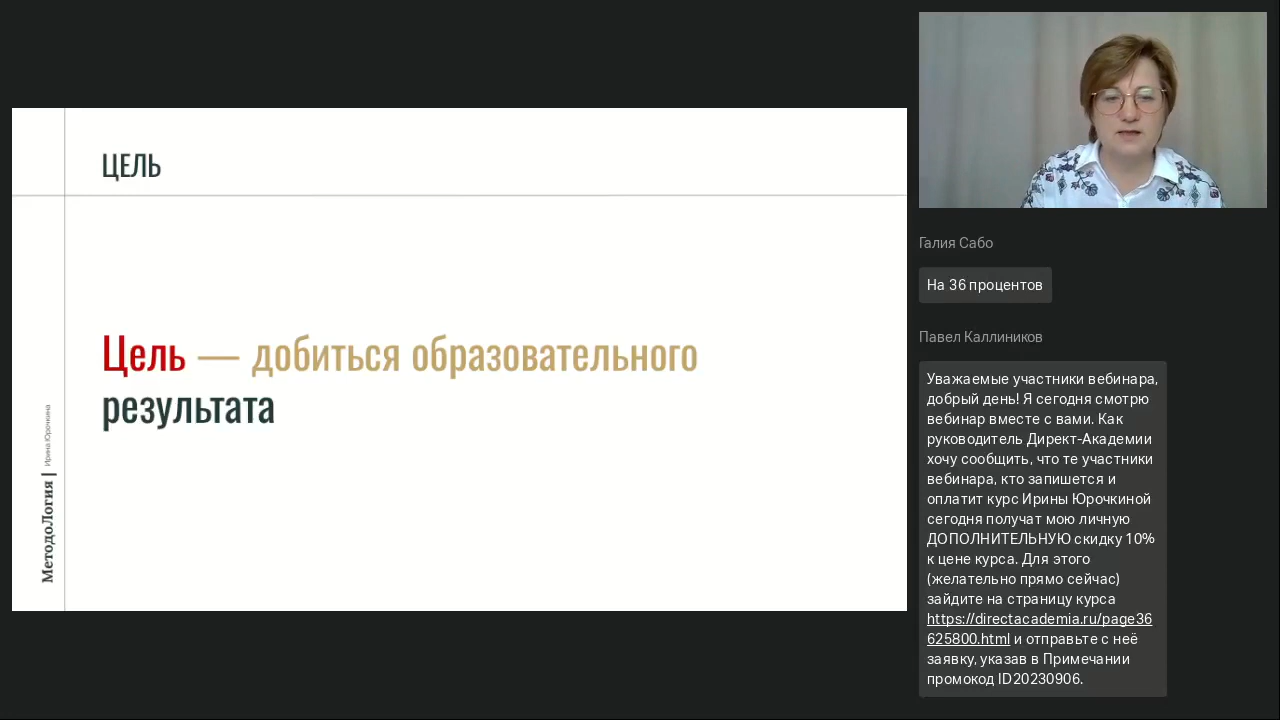 ЦЕЛЬ
Цель — добиться образовательного
результата
МетодоЛогия | Ирина Юрочкина
Галия Сабо
На 36 процентов
Павел Каллиников
Уважаемые участники вебинара,
добрый день! Я сегодня смотрю
вебинар вместе с вами. Как
руководитель Директ-Академии
хочу сообщить, что те участники
вебинара, кто запишется и
оплатит курс Ирины Юрочкиной
сегодня получат мою личную
ДОПОЛНИТЕЛЬНУЮ скидку 10%
к цене курса. Для этого
(желательно прямо сейчас)
зайдите на страницу курса
https://directacademia.ru/page36
625800.html и отправьте с неё
заявку, указав в Примечании
промокод ID20230906.